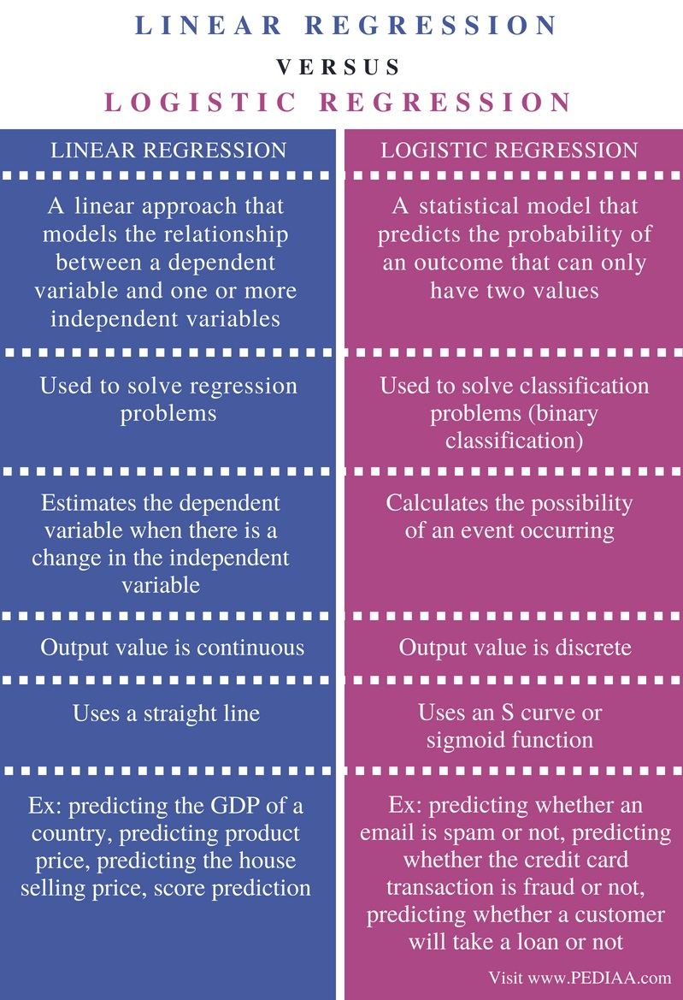 LINEAR REGRESSION
VERSUS
LOGISTIC REGRESSION
LINEAR REGRESSION
A linear approach that
models the relationship
between a dependent
variable and one or more
independent variables
Used to solve regression
problems
Estimates the dependent
variable when there is a
change in the independent
variable
Output value is continuous
Uses a straight line
Ex: predicting the GDP of a
country, predicting product
price, predicting the house
selling price, score prediction
LOGISTIC REGRESSION
A statistical model that
predicts the probability of
an outcome that can only
have two values
Used to solve classification
problems (binary
classification)
Calculates the possibility
of an event occurring
Output value is discrete
Uses an S curve or
sigmoid function
Ex: predicting whether an
email is spam or not, predicting
whether the credit card
transaction is fraud or not,
predicting whether a customer
will take a loan or not
Visit www.PEDIAA.com